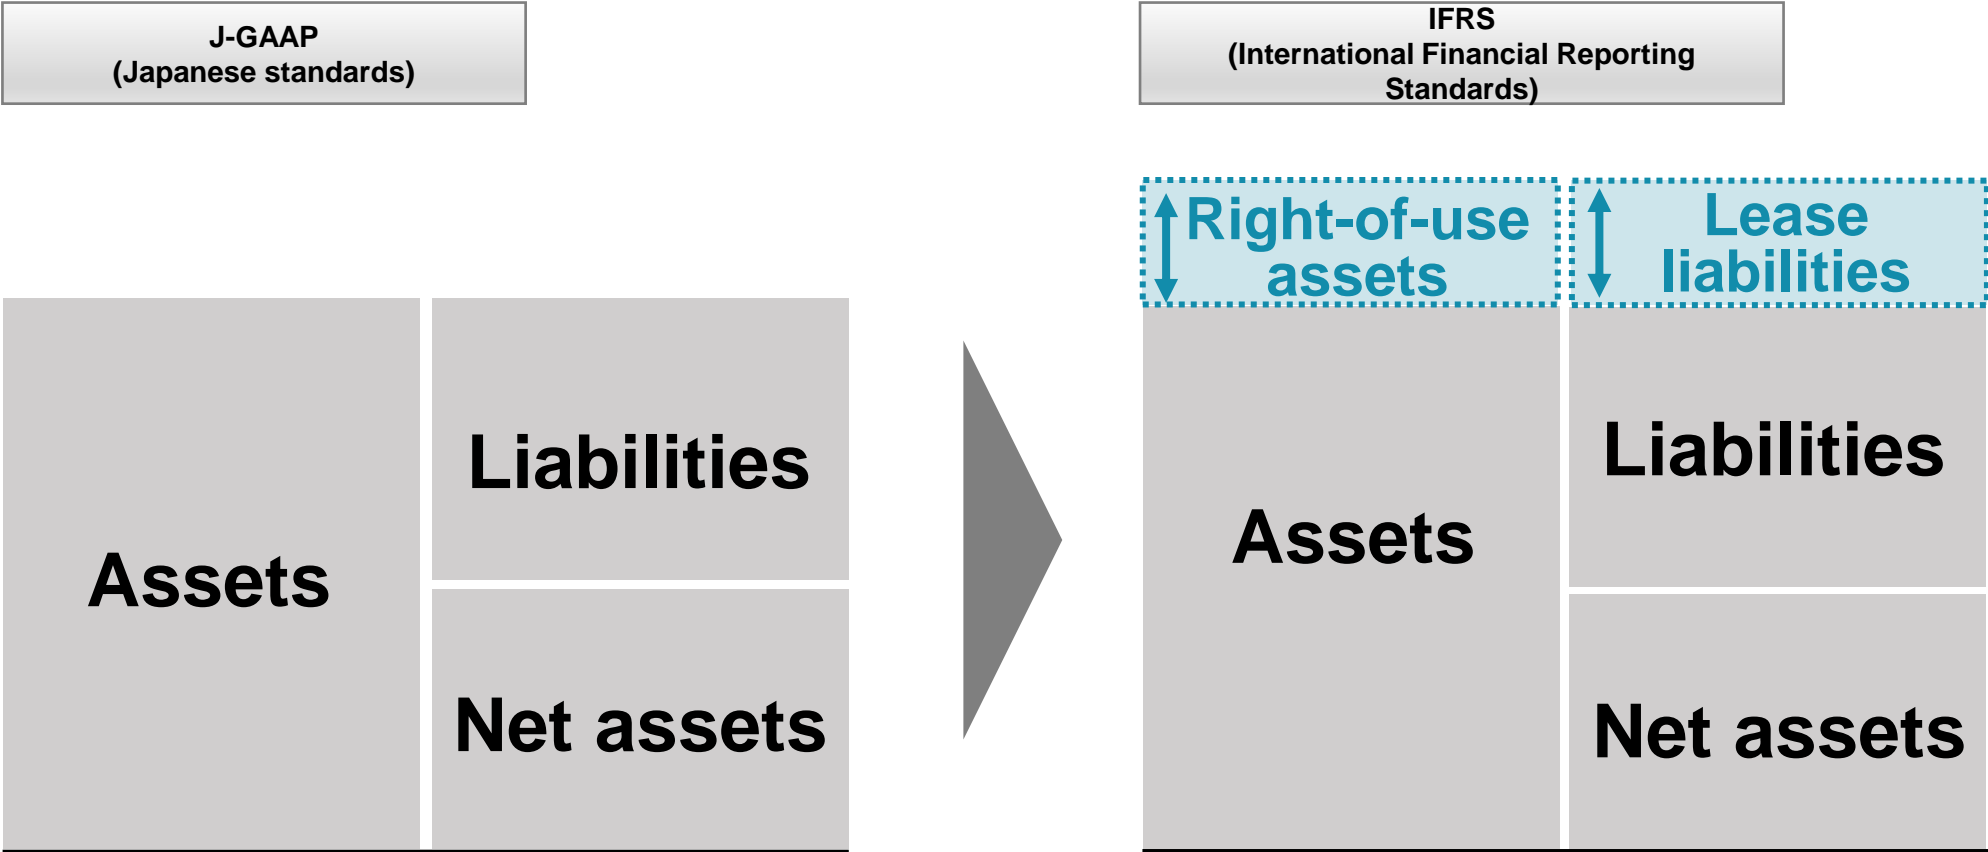 J-GAAP
(Japanese standards)
IFRS
(International Financial Reporting
Standards)
Assets
Liabilities
Net assets
Right-of-use
assets
Lease
liabilities
Assets
Liabilities
Net assets